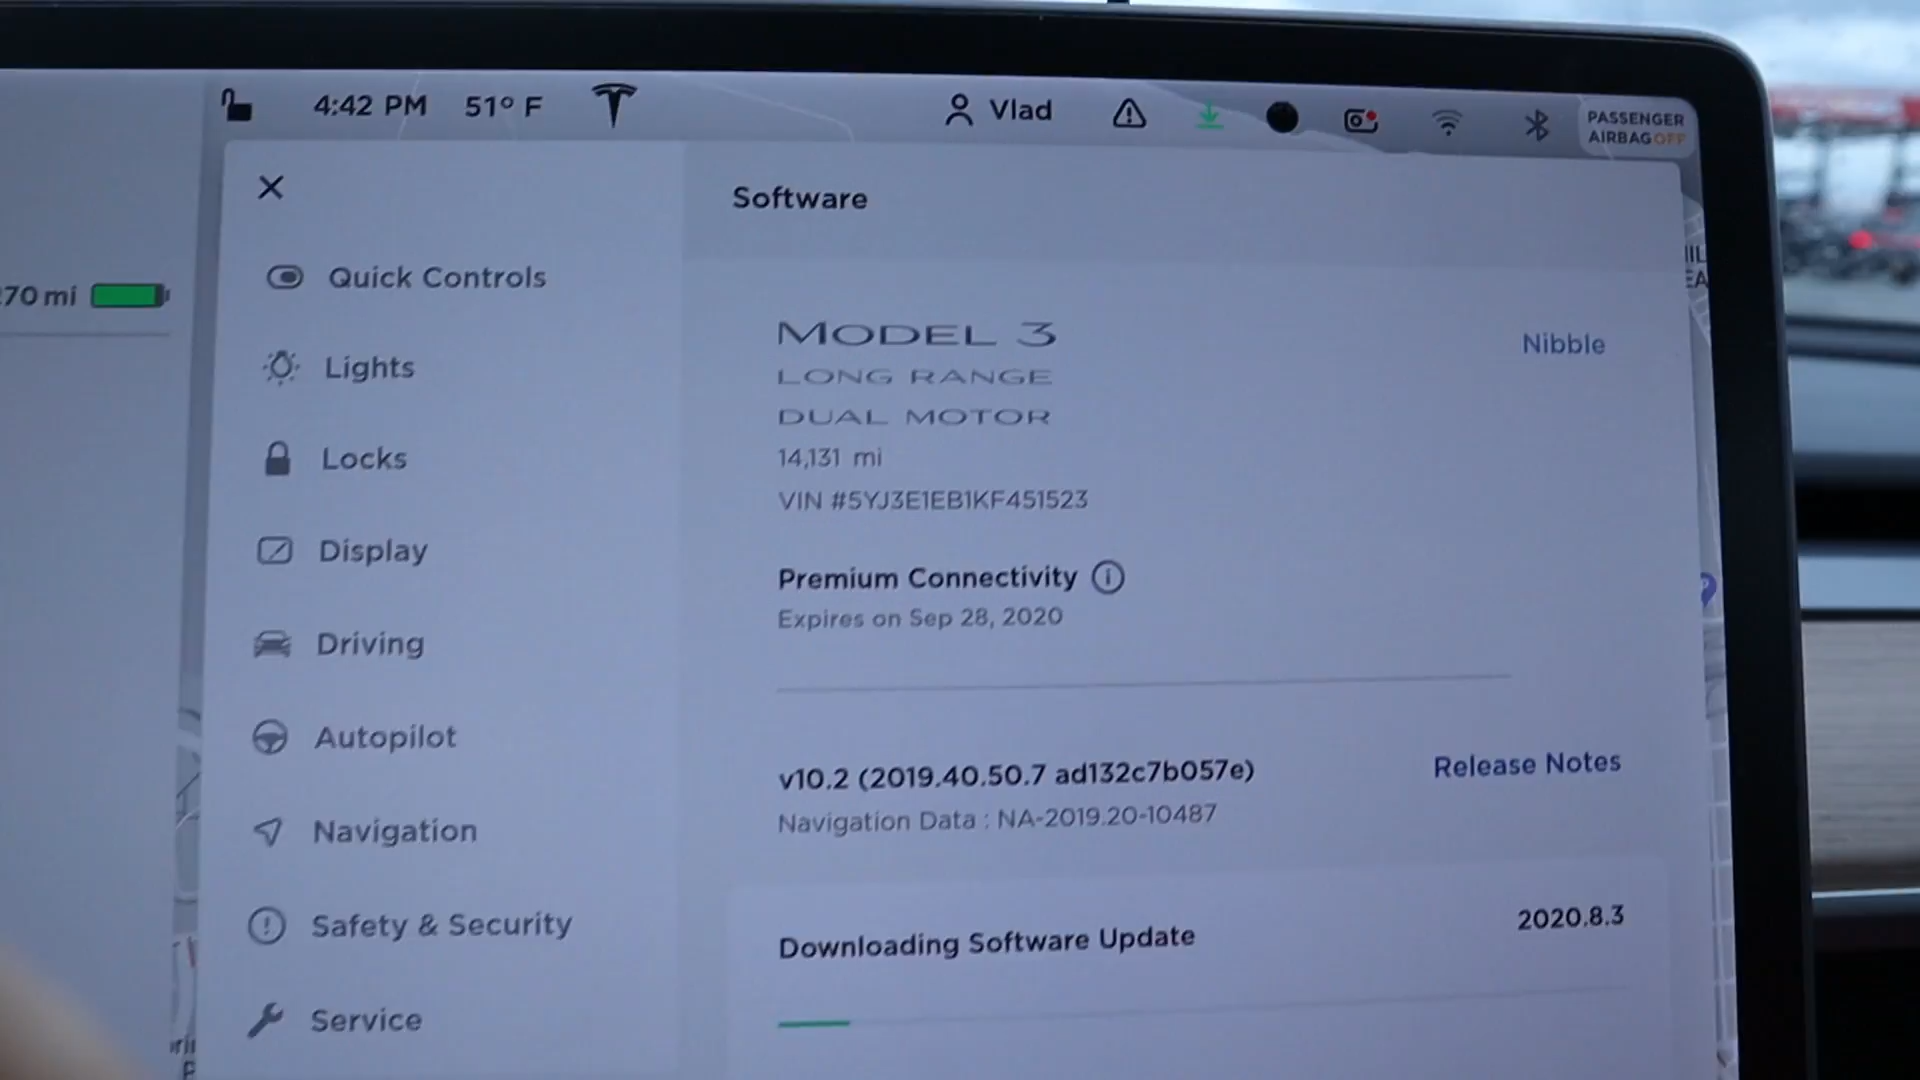 4:42 PM 51° F Vlad
PASSENGER
AIRBAG OFF
Software
Quick Controls
70 mi
MODEL 3
Nibble
LONG RANGE
Lights
DUAL MOTOR
14,131 mi
Locks
VIN #5YJ3E1EB1KF451523
Display
Premium Connectivity
Expires on Sep 28, 2020
Driving
Autopilot
v10.2 (2019.40.50.7 ad132c7b057e)
Release Notes
Navigation Data : NA-2019.20-10487
Navigation
Safety & Security
Downloading Software Update
2020.8.3
Service